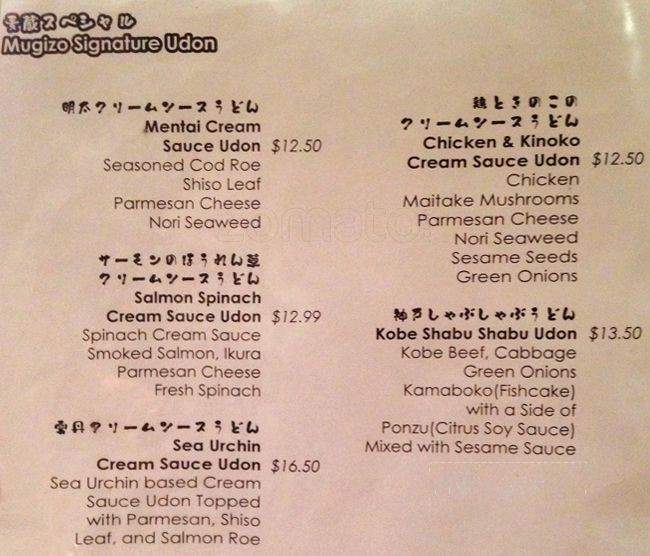 麦蔵スペシャル
Mugizo Signature Udon
明太クリームソースうどん
Mentai Cream
Sauce Udon $12.50
Seasoned Cod Roe
Shiso Leaf
Parmesan Cheese
Nori Seaweed
サーモンのほうれん草
クリームソースうどん
Salmon Spinach
Cream Sauce Udon $12.99
Spinach Cream Sauce
Smoked Salmon, Ikura
Parmesan Cheese
Fresh Spinach
雲丹クリームソースうどん
Sea Urchin
Cream Sauce Udon $16.50
Sea Urchin based Cream
Sauce Udon Topped
with Parmesan, Shiso
Leaf, and Salmon Roe
鶏ときのこの
クリームソースうどん
Chicken & Kinoko
Cream Sauce Udon $12.50
Chicken
Maitake Mushrooms
Parmesan Cheese
Nori Seaweed
Sesame Seeds
Green Onions
神戸しゃぶしゃぶうどん
Kobe Shabu Shabu Udon $13.50
Kobe Beef, Cabbage
Green Onions
Kamaboko(Fishcake)
with a Side of
Ponzu(Citrus Soy Sauce)
Mixed with Sesame Sauce
zomato